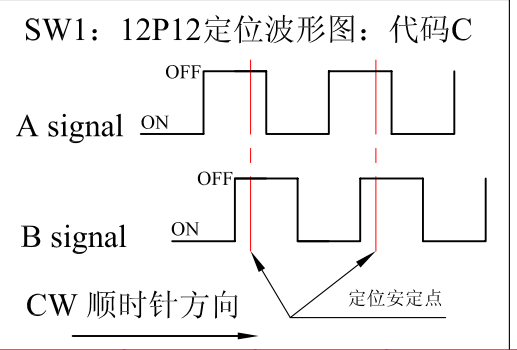 SW1：12P12定位波形图：代码C
OFF
A signal ON
OFF
B signal ON
定位安定点
CW 顺时针方向